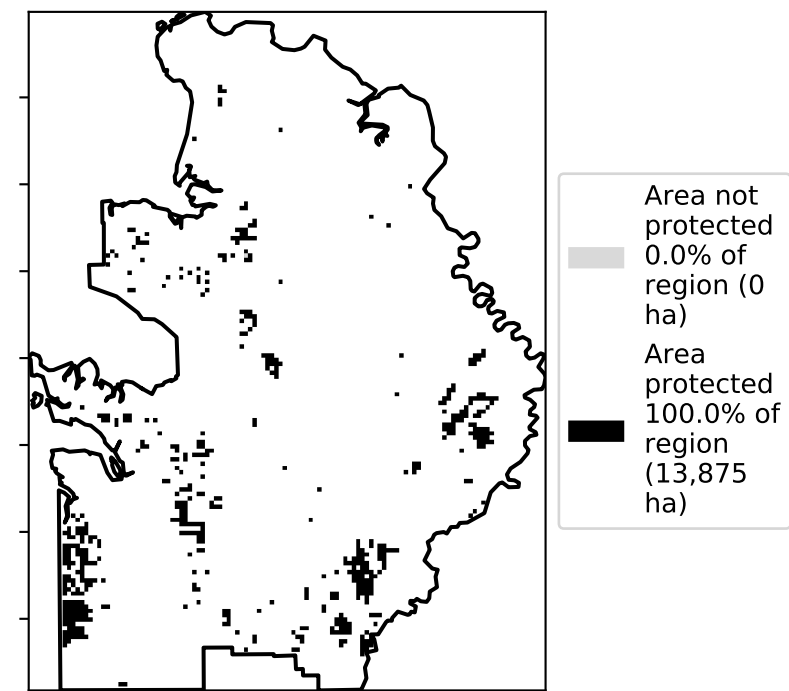 Area not
protected
0.0% of
region (0
ha)
Area
protected
100.0% of
region
(13,875
ha)